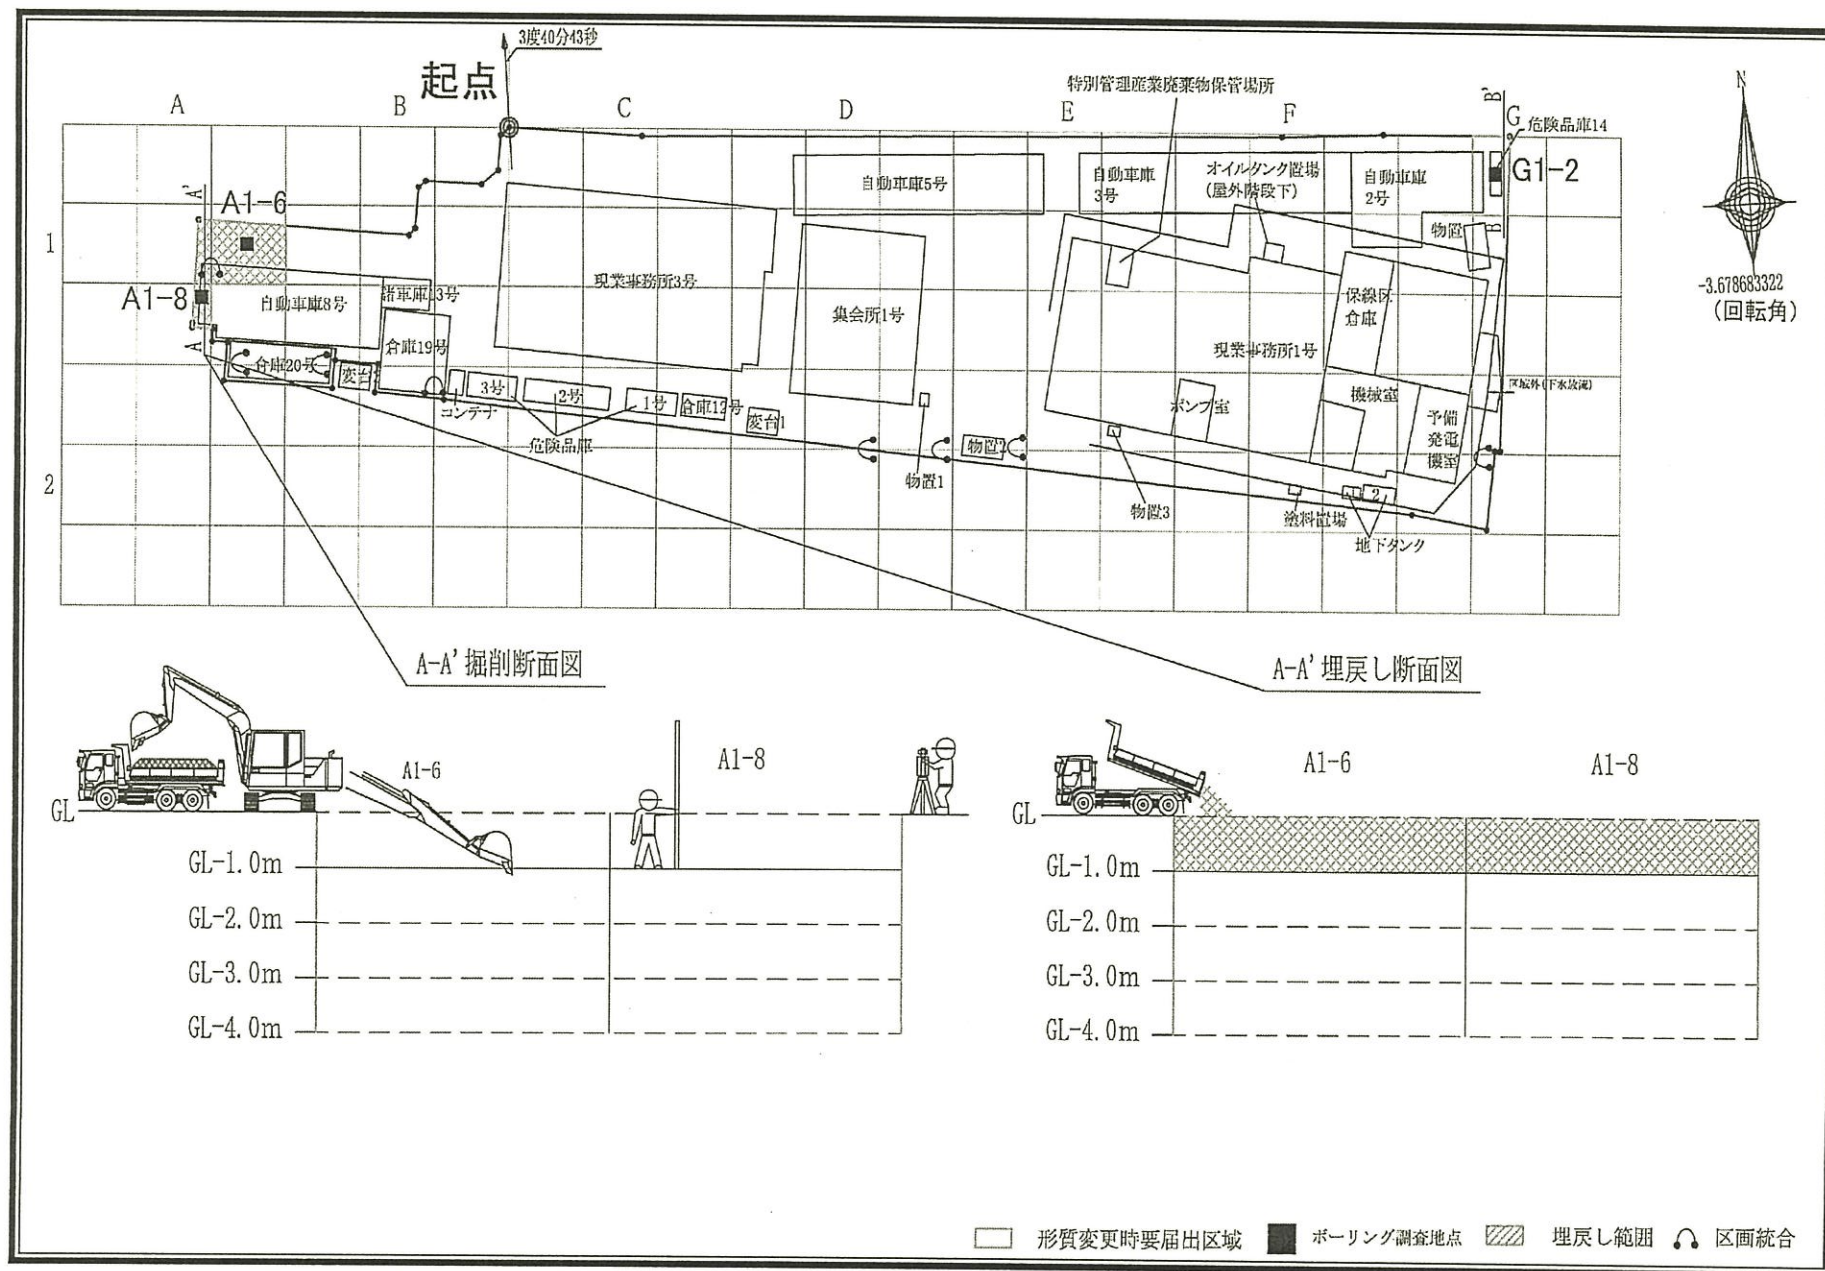 3度40分43秒
起点
A
B
C
D
E
F
G
1
2
特別管理産業廃棄物保管場所
B'
危険品庫14
G1-2
B
N
-3.678683322
(回転角)
自動車庫5号
自動車庫
3号
オイルタンク置場
(屋外階段下)
自動車庫
2号
物置
A'
A1-6
A1-8
A
自動車庫8号
諸車庫13号
倉庫19号
倉庫20号
変台
コンテナ
3号
2号
1号
危険品庫
倉庫12号
変台1
現業事務所3号
集会所1号
物置1
物置2
物置3
現業事務所1号
保線区
倉庫
機械室
ポンプ室
予備
発電
機室
区域外(下水放流)
塗料置場
2
地下タンク
A-A' 掘削断面図
A-A' 埋戻し断面図
A1-6
A1-8
GL
GL-1.0m
GL-2.0m
GL-3.0m
GL-4.0m
A1-6
A1-8
GL
GL-1.0m
GL-2.0m
GL-3.0m
GL-4.0m
形質変更時要届出区域
ボーリング調査地点
埋戻し範囲
区画統合